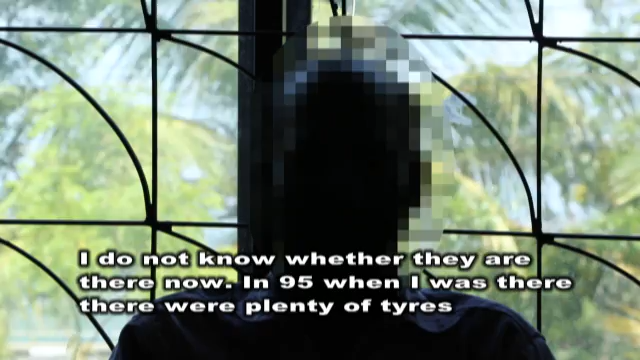 I do not know whether they are
there now. In 95 when I was there
there were plenty of tyres